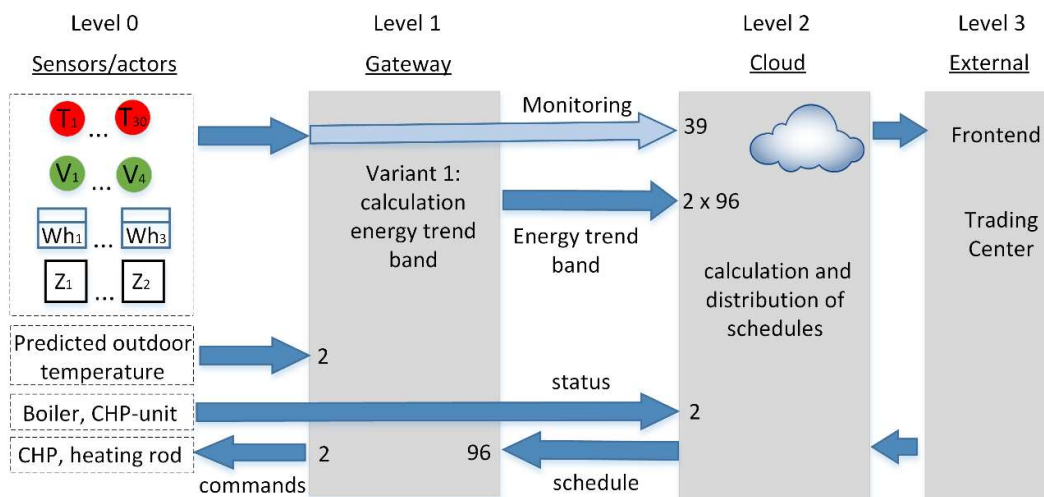 Level 0
Level 1
Level 2
Level 3
Sensors/actors
Gateway
Cloud
External
T1 ... T30
V1 ... V4
Wh1 ... Wh3
Z1 ... Z2
Monitoring
39
Frontend
Variant 1:
calculation
energy trend
band
2 x 96
Energy trend
band
Trading
Center
calculation and
distribution of
schedules
Predicted outdoor
temperature
2
status
Boiler, CHP-unit
2
CHP, heating rod
2
96
commands
schedule